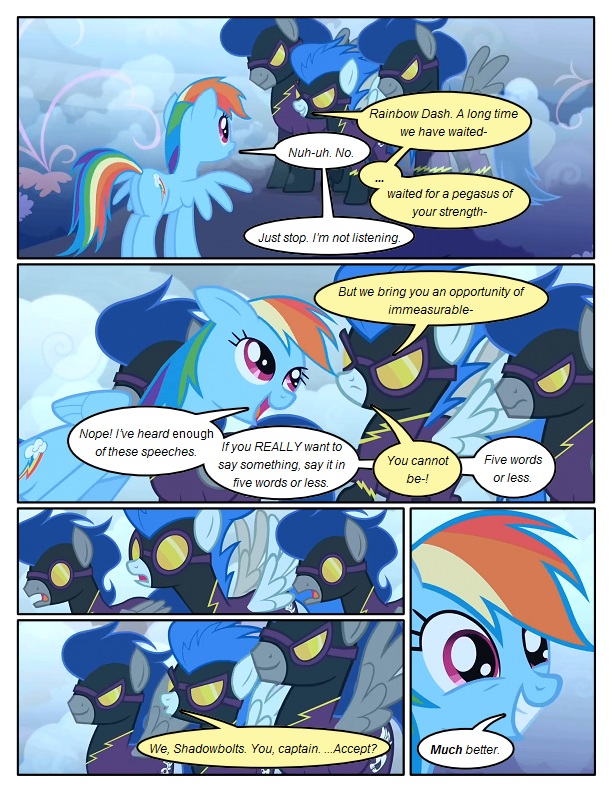 Rainbow Dash. A long time
we have waited-
Nuh-uh. No.
...
waited for a pegasus of
your strength-
Just stop. I'm not listening.
But we bring you an opportunity of
immeasurable-
Nope! I've heard enough
of these speeches.
If you REALLY want to
say something, say it in
five words or less.
You cannot
be-!
Five words
or less.
We, Shadowbolts. You, captain. ...Accept?
Much better.